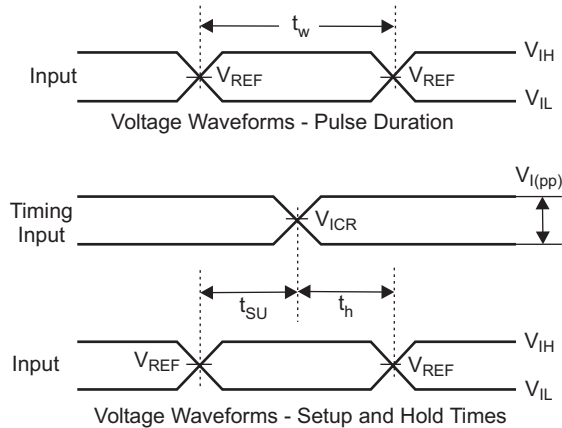 t_w
V_IH
Input
V_REF
V_REF
V_IL
Voltage Waveforms - Pulse Duration
V_I(pp)
Timing
Input
V_ICR
t_SU
t_h
V_IH
Input
V_REF
V_REF
V_IL
Voltage Waveforms - Setup and Hold Times